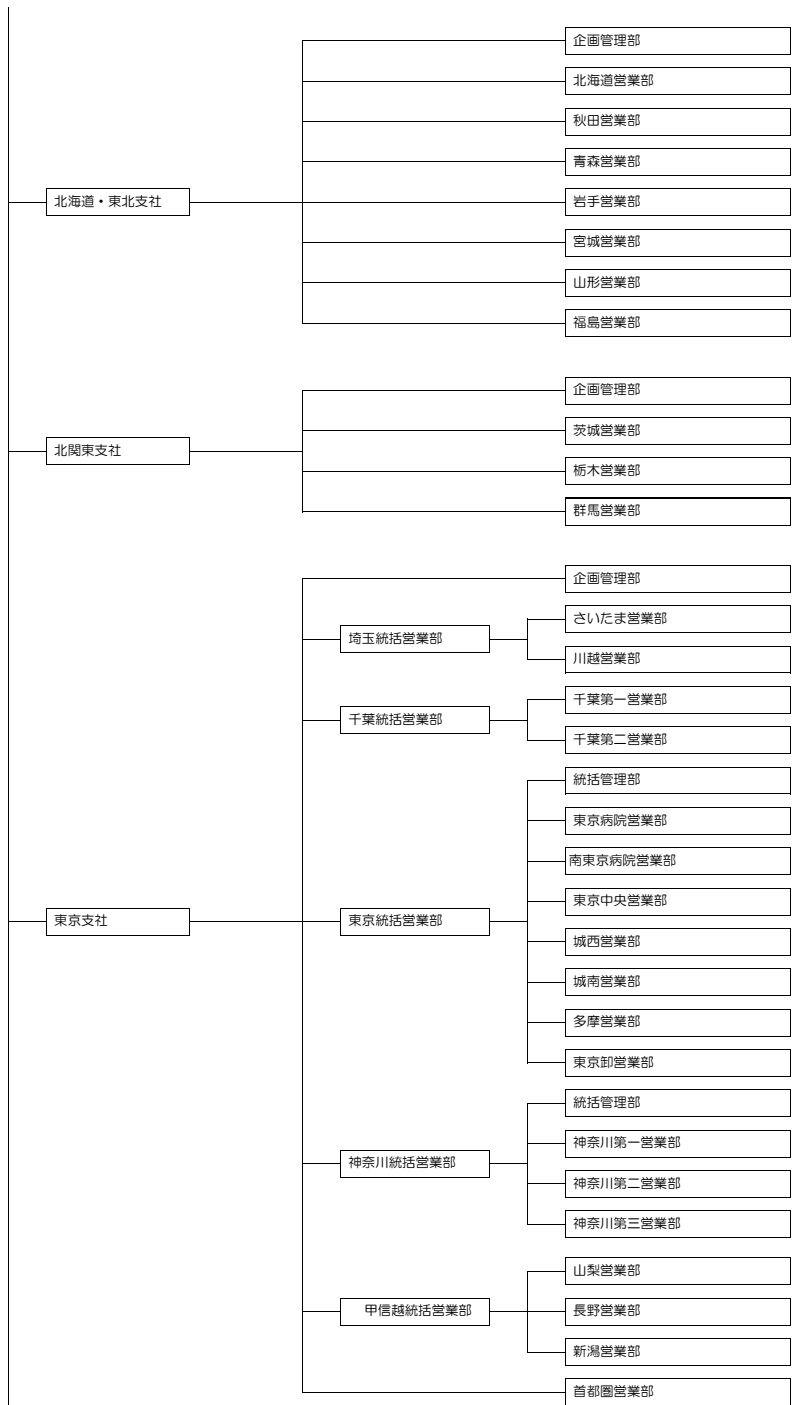 北海道・東北支社
企画管理部
北海道営業部
秋田営業部
青森営業部
岩手営業部
宮城営業部
山形営業部
福島営業部
北関東支社
企画管理部
茨城営業部
栃木営業部
群馬営業部
東京支社
企画管理部
埼玉統括営業部
さいたま営業部
川越営業部
千葉統括営業部
千葉第一営業部
千葉第二営業部
東京統括営業部
統括管理部
東京病院営業部
南東京病院営業部
東京中央営業部
城西営業部
城南営業部
多摩営業部
東京卸営業部
神奈川統括営業部
統括管理部
神奈川第一営業部
神奈川第二営業部
神奈川第三営業部
甲信越統括営業部
山梨営業部
長野営業部
新潟営業部
首都圏営業部